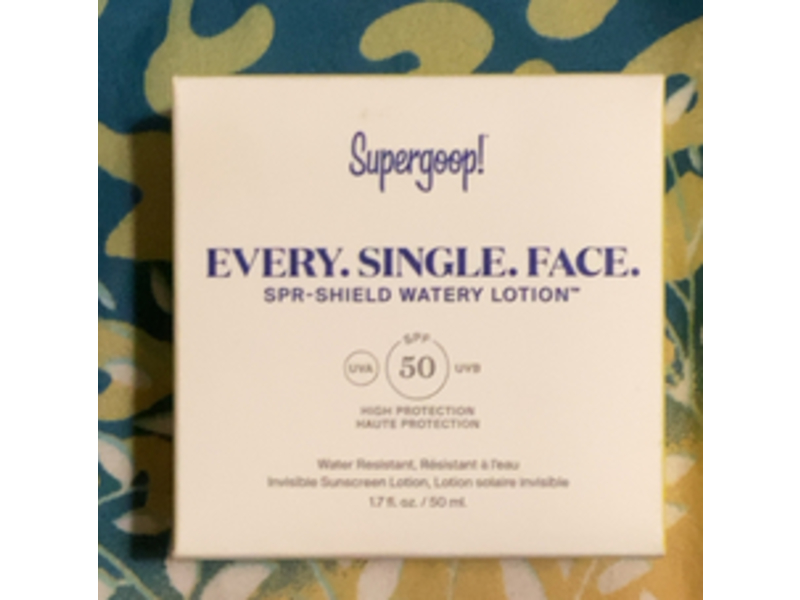 Supergoop!
EVERY. SINGLE. FACE.
SPR-SHIELD WATERY LOTION™
SPF
UVA 50 UVB
HIGH PROTECTION
HAUTE PROTECTION
Water Resistant, Résistant à l'eau
Invisible Sunscreen Lotion, Lotion solaire invisible
1.7 fl. oz. / 50 ml.